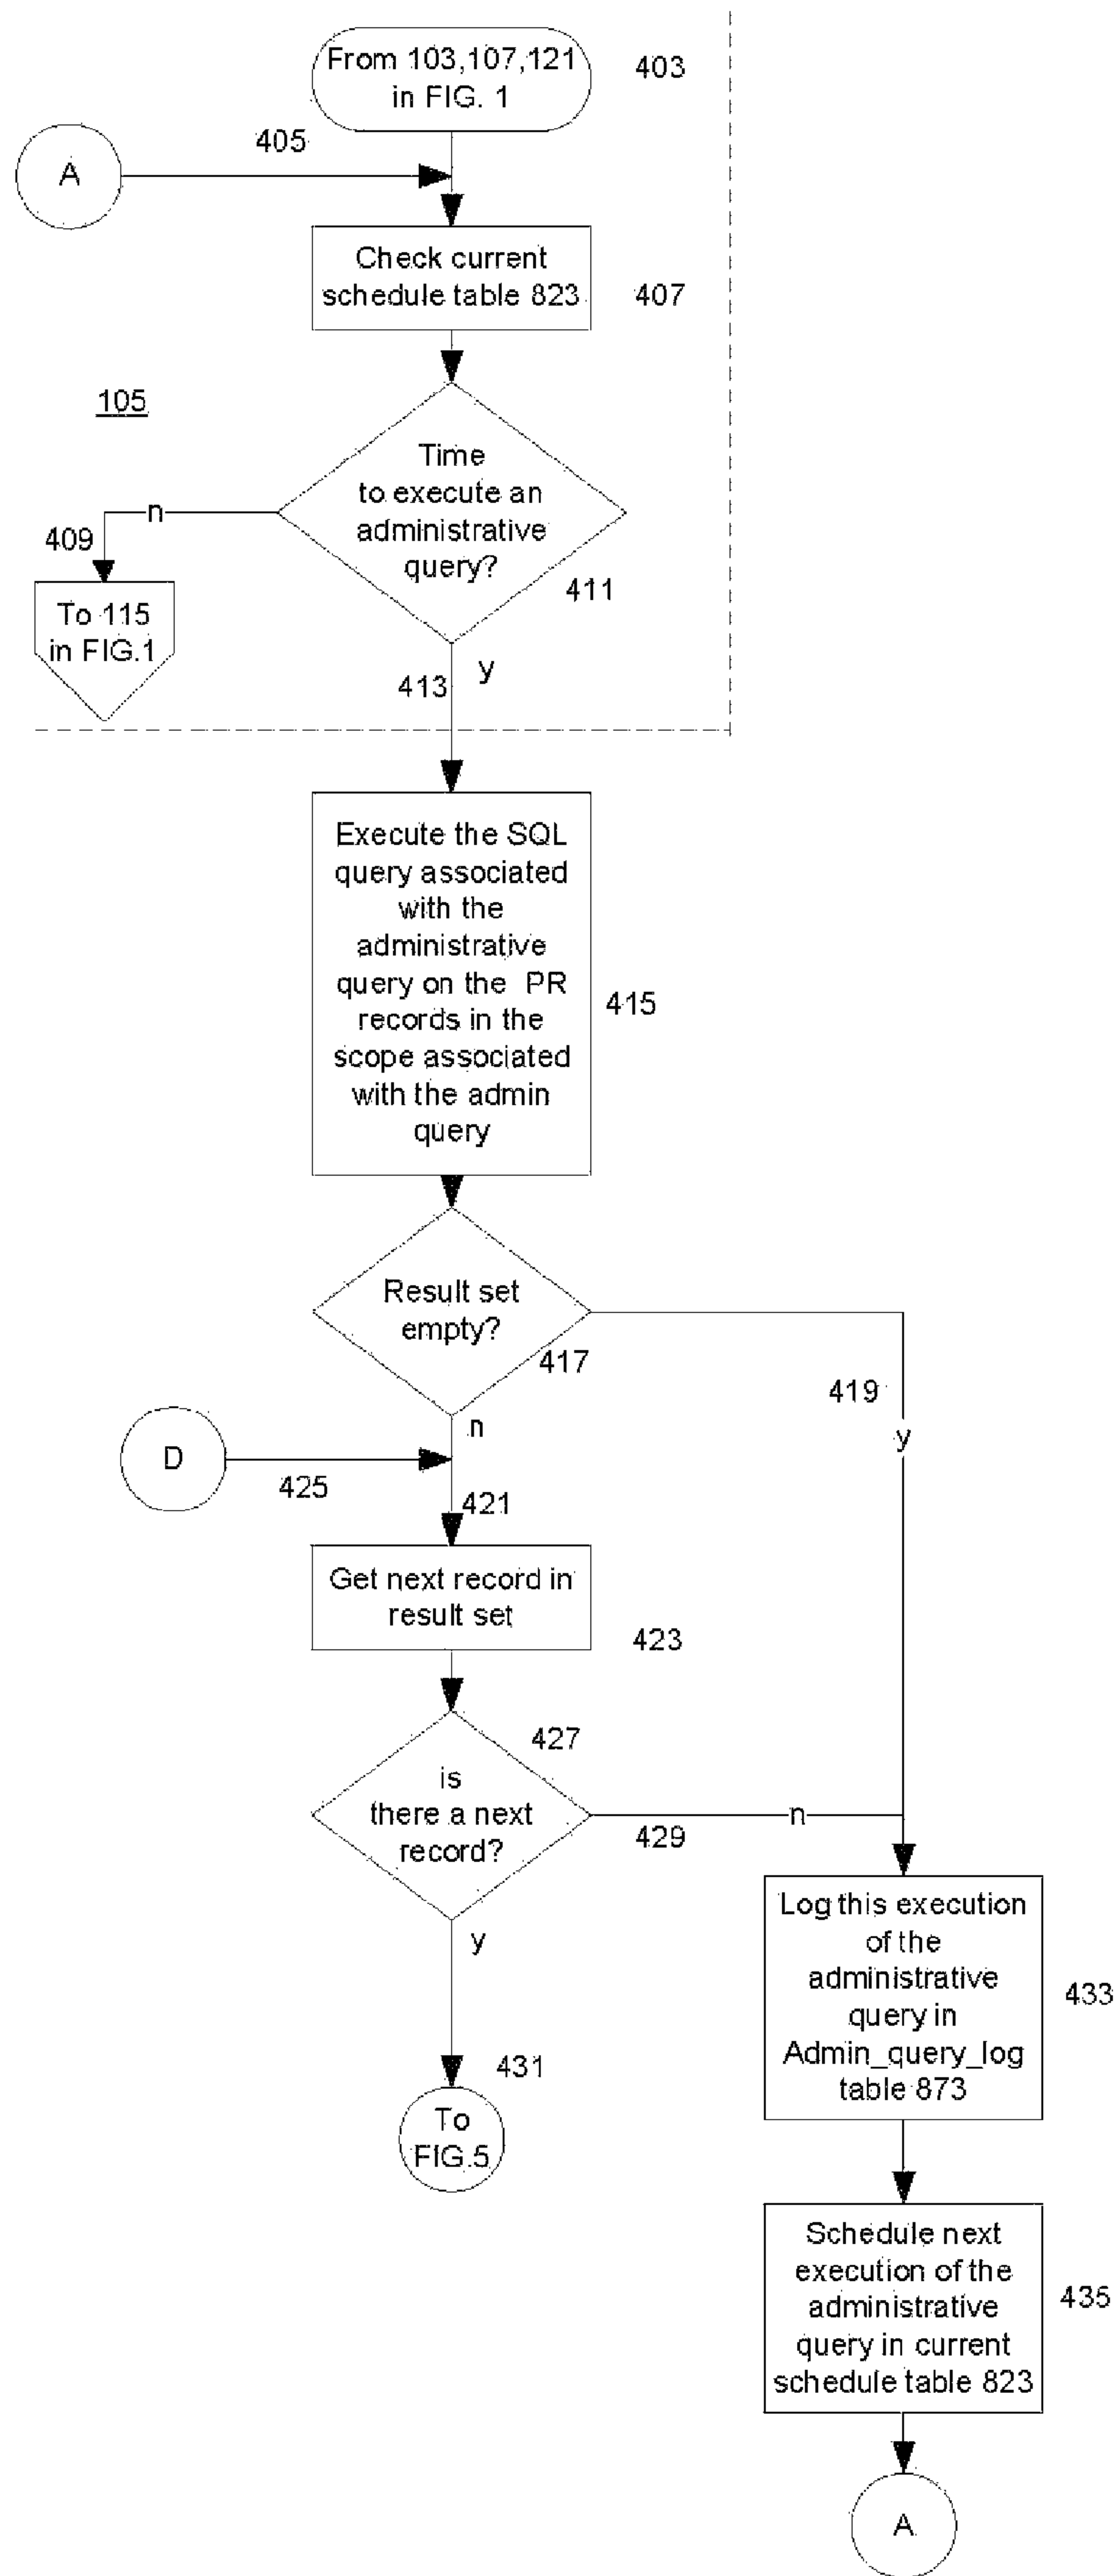 From 103,107,121
in FIG. 1
403
405
A
Check current
schedule table 823
407
105
Time
to execute an
administrative
query?
411
n
409
To 115
in FIG.1
413
y
Execute the SQL
query associated
with the
administrative
query on the PR
records in the
scope associated
with the admin
query
415
Result set
empty?
417
419
y
n
D
425
421
Get next record in
result set
423
427
is
there a next
record?
n
429
y
431
To
FIG.5
Log this execution
of the
administrative
query in
Admin_query_log
table 873
433
Schedule next
execution of the
administrative
query in current
schedule table 823
435
A